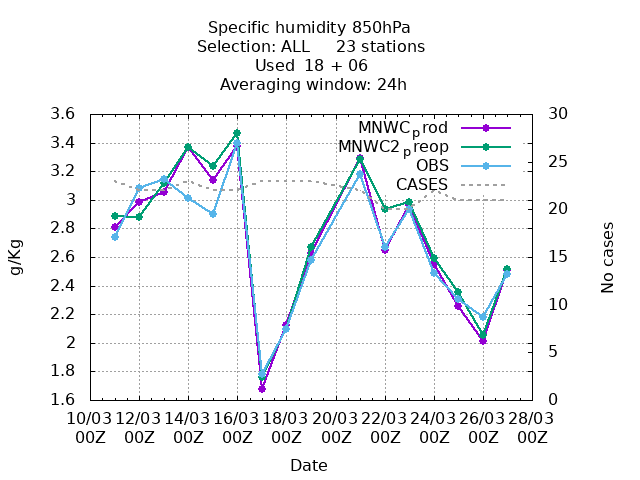 Specific humidity 850hPa
Selection: ALL 23 stations
Used 18 + 06
Averaging window: 24h
3.6
3.4
3.2
3
2.8
2.6
2.4
2.2
2
1.8
1.6
g/Kg
30
25
20
15
10
5
0
No cases
MNWCprod
MNWC2preop
OBS
CASES
10/03 12/03 14/03 16/03 18/03 20/03 22/03 24/03 26/03 28/03
00Z 00Z 00Z 00Z 00Z 00Z 00Z 00Z 00Z 00Z
Date